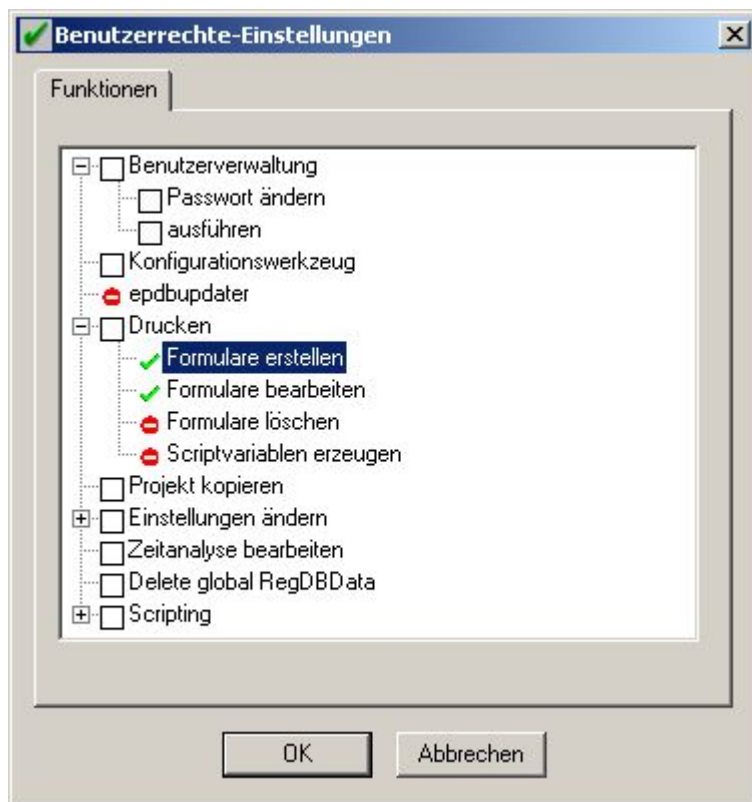 Benutzerrechte-Einstellungen
Funktionen
Benutzerverwaltung
Passwort ändern
ausführen
Konfigurationswerkzeug
epdbupdater
Drucken
Formulare erstellen
Formulare bearbeiten
Formulare löschen
Scriptvariablen erzeugen
Projekt kopieren
Einstellungen ändern
Zeitanalyse bearbeiten
Delete global RegDBData
Scripting
OK
Abbrechen